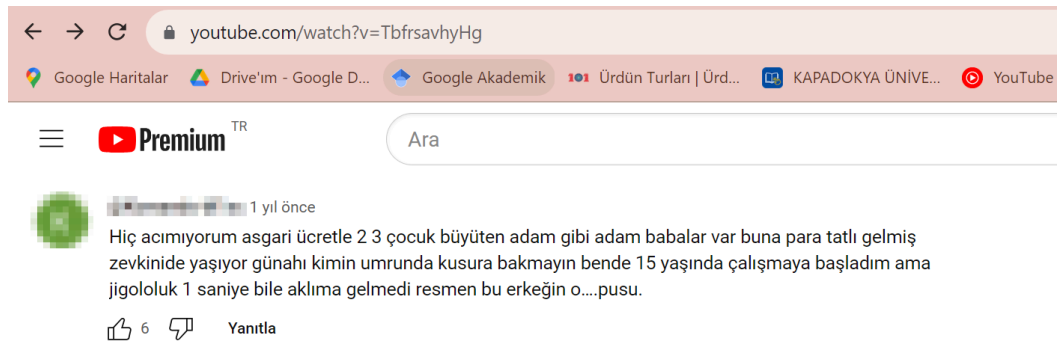 youtube.com/watch?v=TbfrsavhyHg
Google Haritalar Drive'ım - Google D... Google Akademik 101 Ürdün Turları | Ürd... KAPADOKYA ÜNİVE... YouTube
Premium TR Ara
1 yıl önce
Hiç acımıyorum asgari ücretle 2 3 çocuk büyüten adam gibi adam babalar var buna para tatlı gelmiş
zevkinide yaşıyor günahı kimin umrunda kusura bakmayın bende 15 yaşında çalışmaya başladım ama
jigololuk 1 saniye bile aklıma gelmedi resmen bu erkeğin o....pusu.
6 Yanıtla